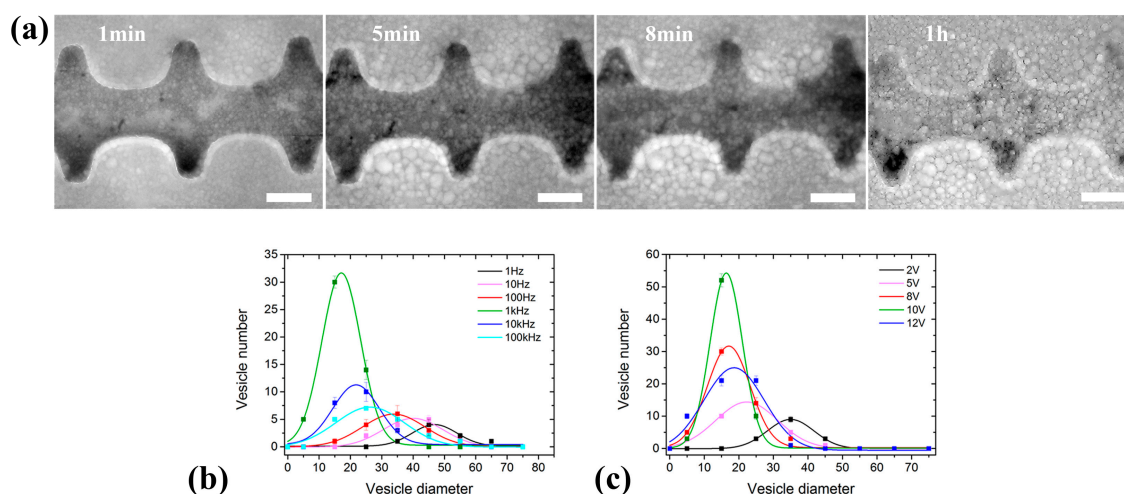 (a)
1min
5min
8min
1h
35
30
25
20
15
10
5
0
Vesicle number
1Hz
10Hz
100Hz
1kHz
10kHz
100kHz
0 10 20 30 40 50 60 70 80
Vesicle diameter
(b)
60
50
40
30
20
10
0
Vesicle number
2V
5V
8V
10V
12V
0 10 20 30 40 50 60 70
Vesicle diameter
(c)